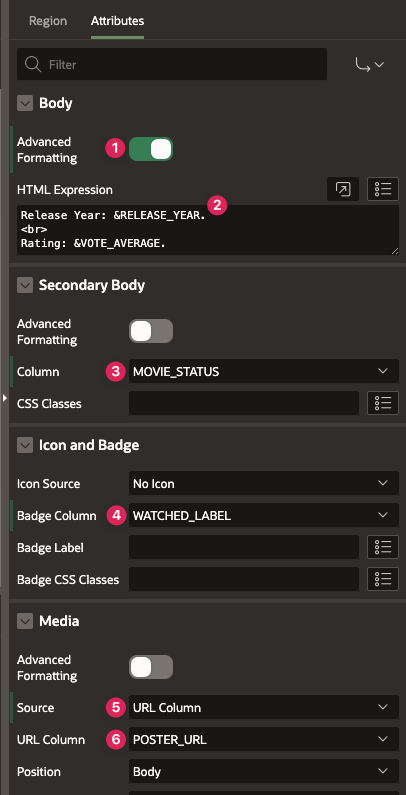 Region Attributes
Filter
Body
Advanced
Formatting
1
HTML Expression
2
Release Year: &RELEASE_YEAR.
<br>
Rating: &VOTE_AVERAGE.
Secondary Body
Advanced
Formatting
Column 3 MOVIE_STATUS
CSS Classes
Icon and Badge
Icon Source No Icon
Badge Column 4 WATCHED_LABEL
Badge Label
Badge CSS Classes
Media
Advanced
Formatting
Source 5 URL Column
URL Column 6 POSTER_URL
Position Body